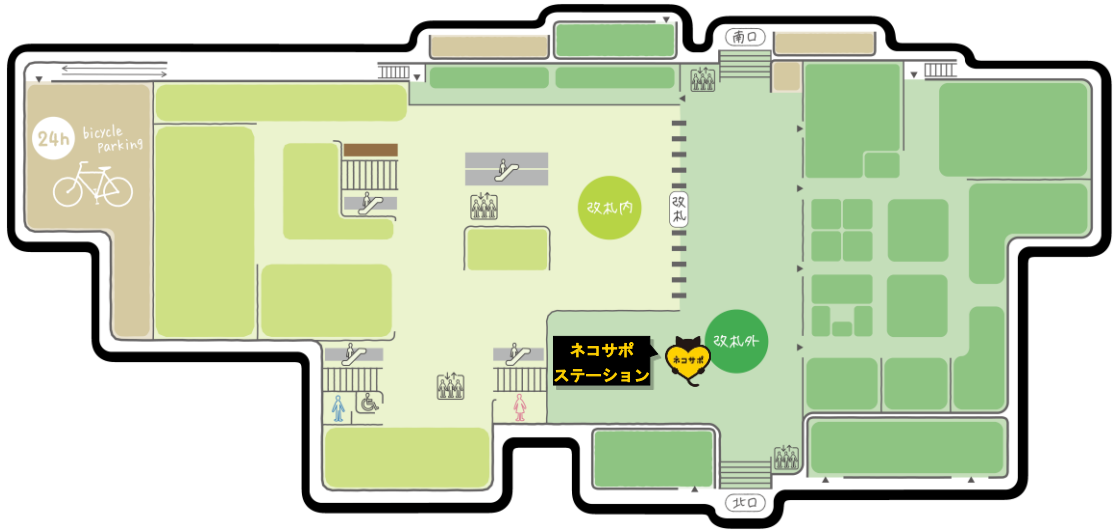 南口
24h
bicycle
parking
改札内
改
札
改札外
ネコサポ
ステーション
ネコサポ
北口